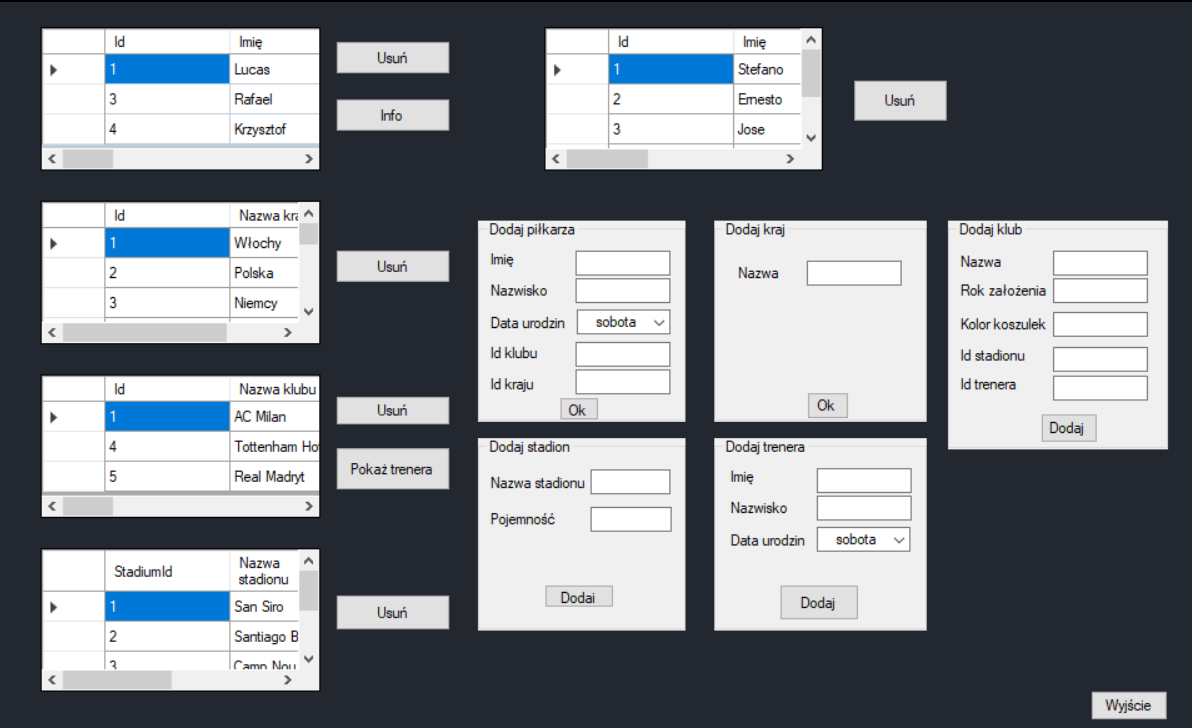 Id Imię
1 Lucas
3 Rafael
4 Krzysztof
Usuń
Info
Id Imię
1 Stefano
2 Ernesto
3 Jose
Usuń
Id Nazwa kra
1 Włochy
2 Polska
3 Niemcy
Usuń
Id Nazwa klubu
1 AC Milan
4 Tottenham Hot
5 Real Madryt
Usuń
Pokaż trenera
StadiumId Nazwa
stadionu
1 San Siro
2 Santiago B
3 Camp Nou
Usuń
Dodaj piłkarza
Imię
Nazwisko
Data urodzin sobota
Id klubu
Id kraju
Ok
Dodaj kraj
Nazwa
Ok
Dodaj klub
Nazwa
Rok założenia
Kolor koszulek
Id stadionu
Id trenera
Dodaj
Dodaj stadion
Nazwa stadionu
Pojemność
Dodaj
Dodaj trenera
Imię
Nazwisko
Data urodzin sobota
Dodaj
Wyjście